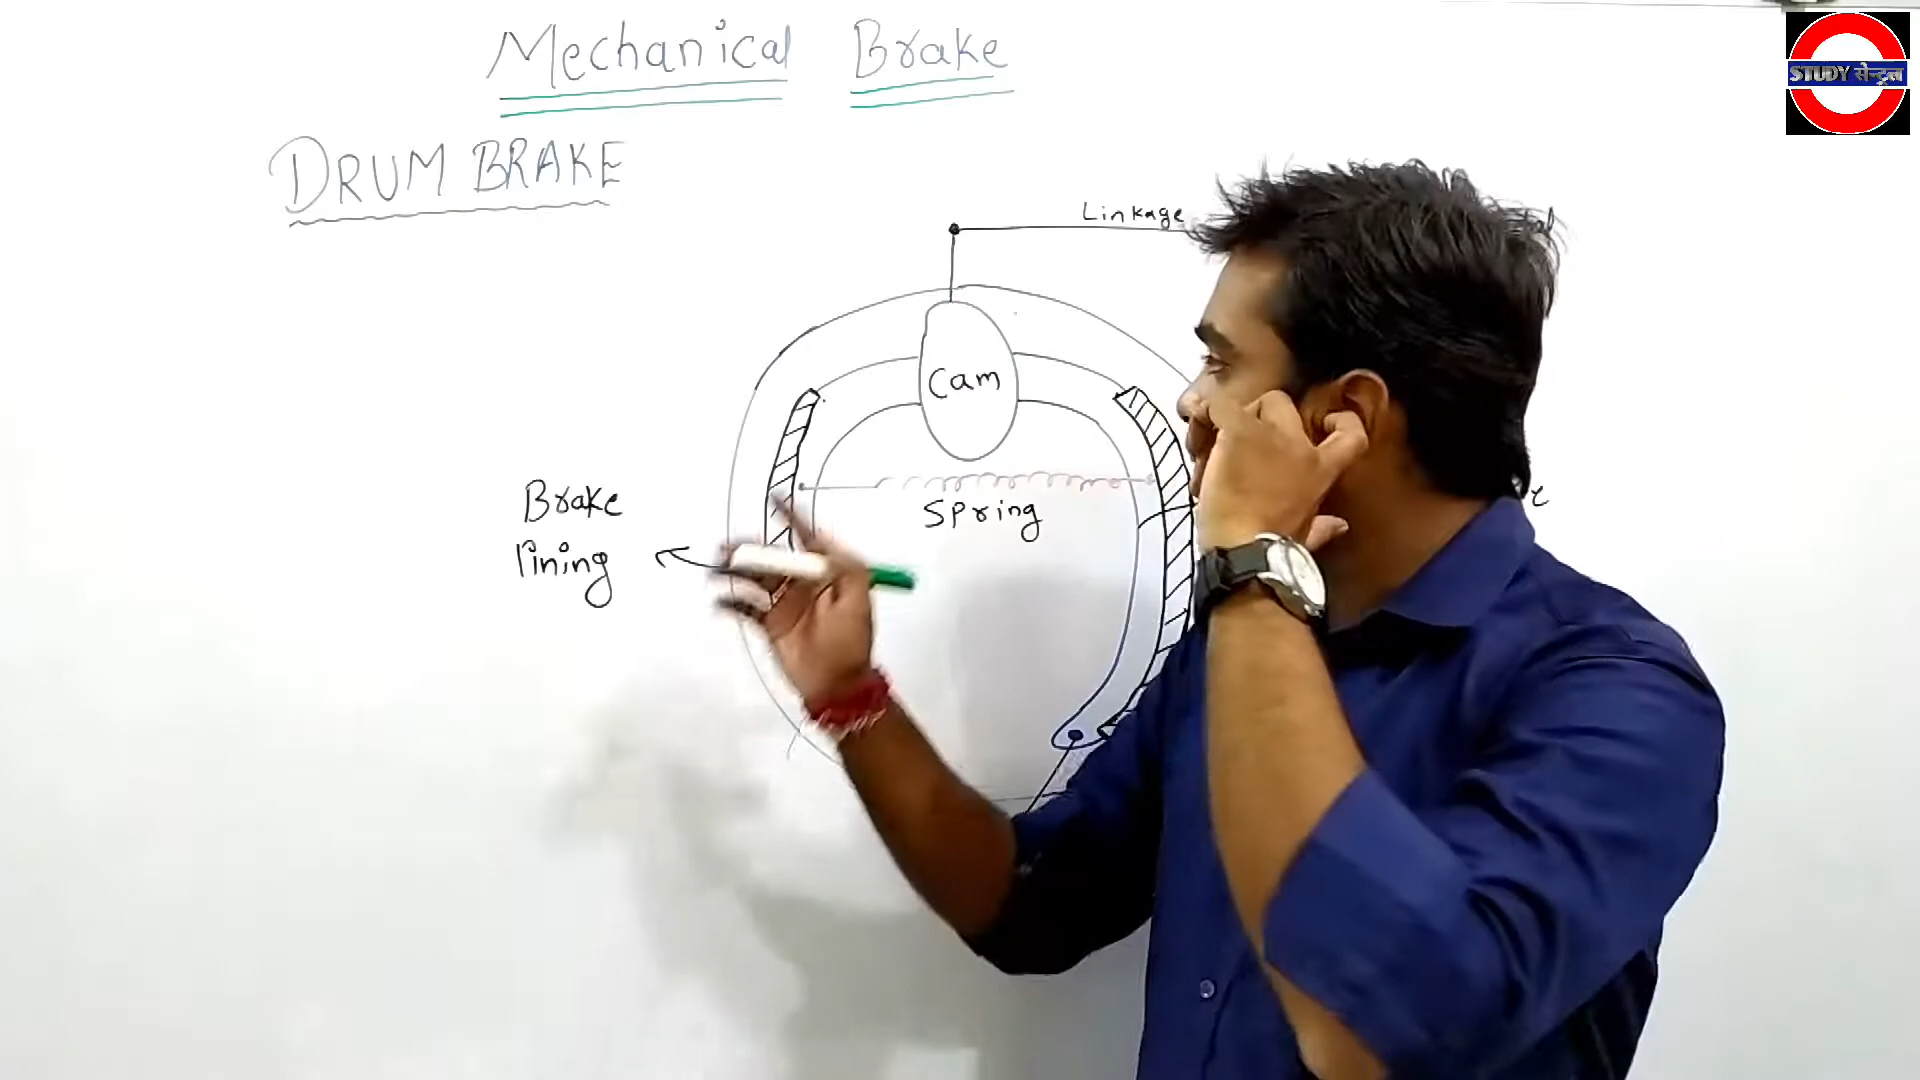 Mechanical Brake
STUDY सेन्ट्रल
DRUM BRAKE
Linkage
Cam
Brake
lining
Spring